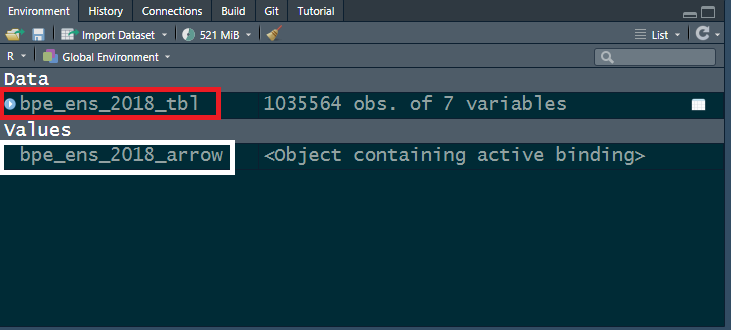 Environment History Connections Build Git Tutorial
Import Dataset 521 MiB List
R Global Environment
Data
bpe_ens_2018_tbl 1035564 obs. of 7 variables
Values
bpe_ens_2018_arrow <Object containing active binding>